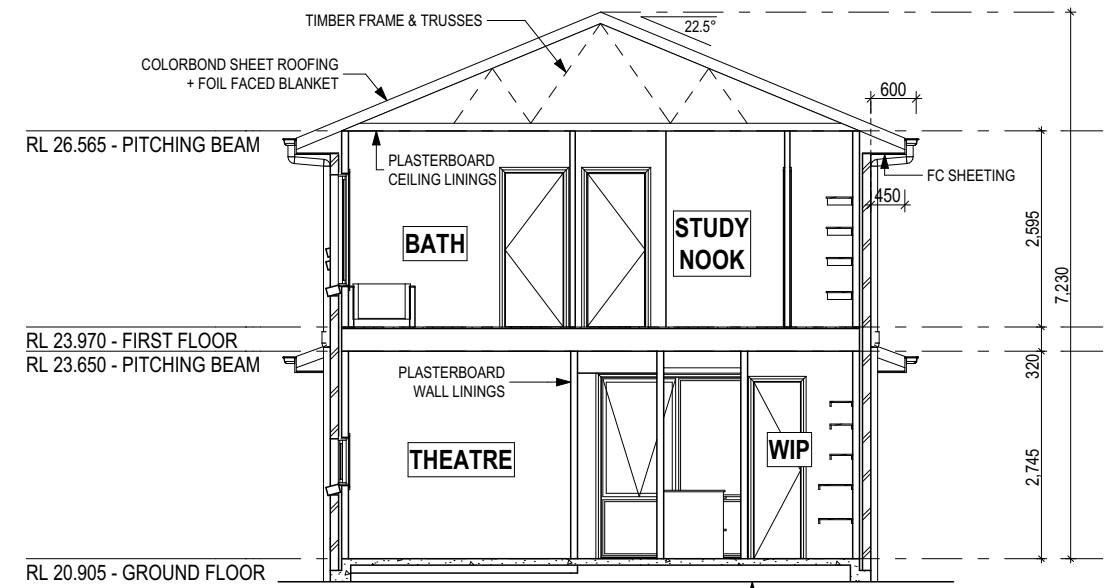 TIMBER FRAME & TRUSSES
22.5°
COLORBOND SHEET ROOFING
+ FOIL FACED BLANKET
600
RL 26.565 - PITCHING BEAM
PLASTERBOARD
CEILING LININGS
FC SHEETING
450
BATH
STUDY
NOOK
2,595
7,230
RL 23.970 - FIRST FLOOR
RL 23.650 - PITCHING BEAM
320
PLASTERBOARD
WALL LININGS
THEATRE
WIP
2,745
RL 20.905 - GROUND FLOOR